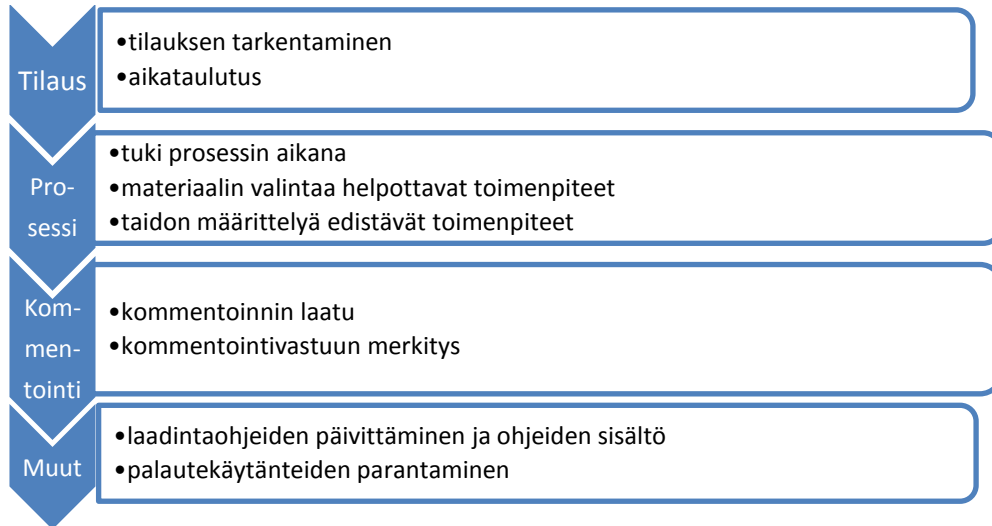 Tilaus
•tilauksen tarkentaminen
•aikataulutus
Pro-
sessi
•tuki prosessin aikana
•materiaalin valintaa helpottavat toimenpiteet
•taidon määrittelyä edistävät toimenpiteet
Kom-
men-
tointi
•kommentoinnin laatu
•kommentointivastuun merkitys
Muut
•laadintaohjeiden päivittäminen ja ohjeiden sisältö
•palautekäytänteiden parantaminen